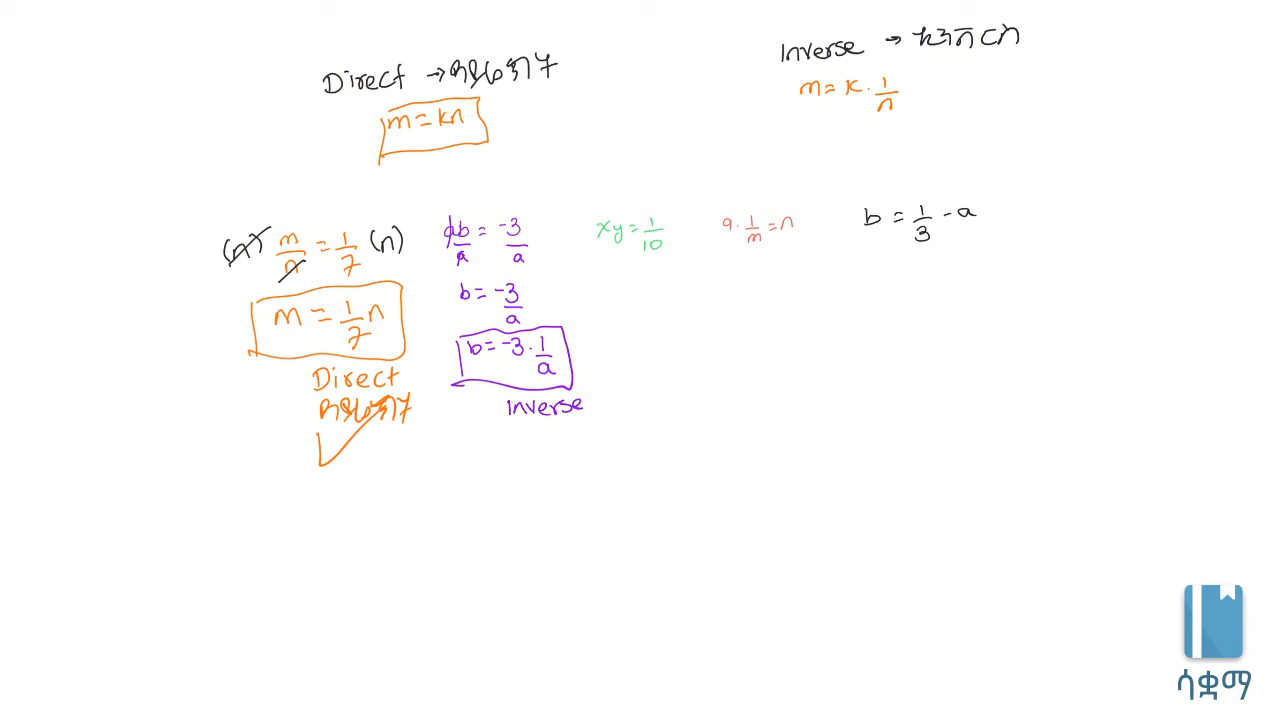 Direct → ቀጥተኛ
Inverse →
m = kn
m = k · 1/n
(n) m/n = 1/7 (n)
m = 1/7 n
Direct
ab/a = -3/a
b = -3/a
b = -3 · 1/a
Inverse
xy = 1/10
9 · 1/m = n
b = 1/3 - a
ሳቋማ